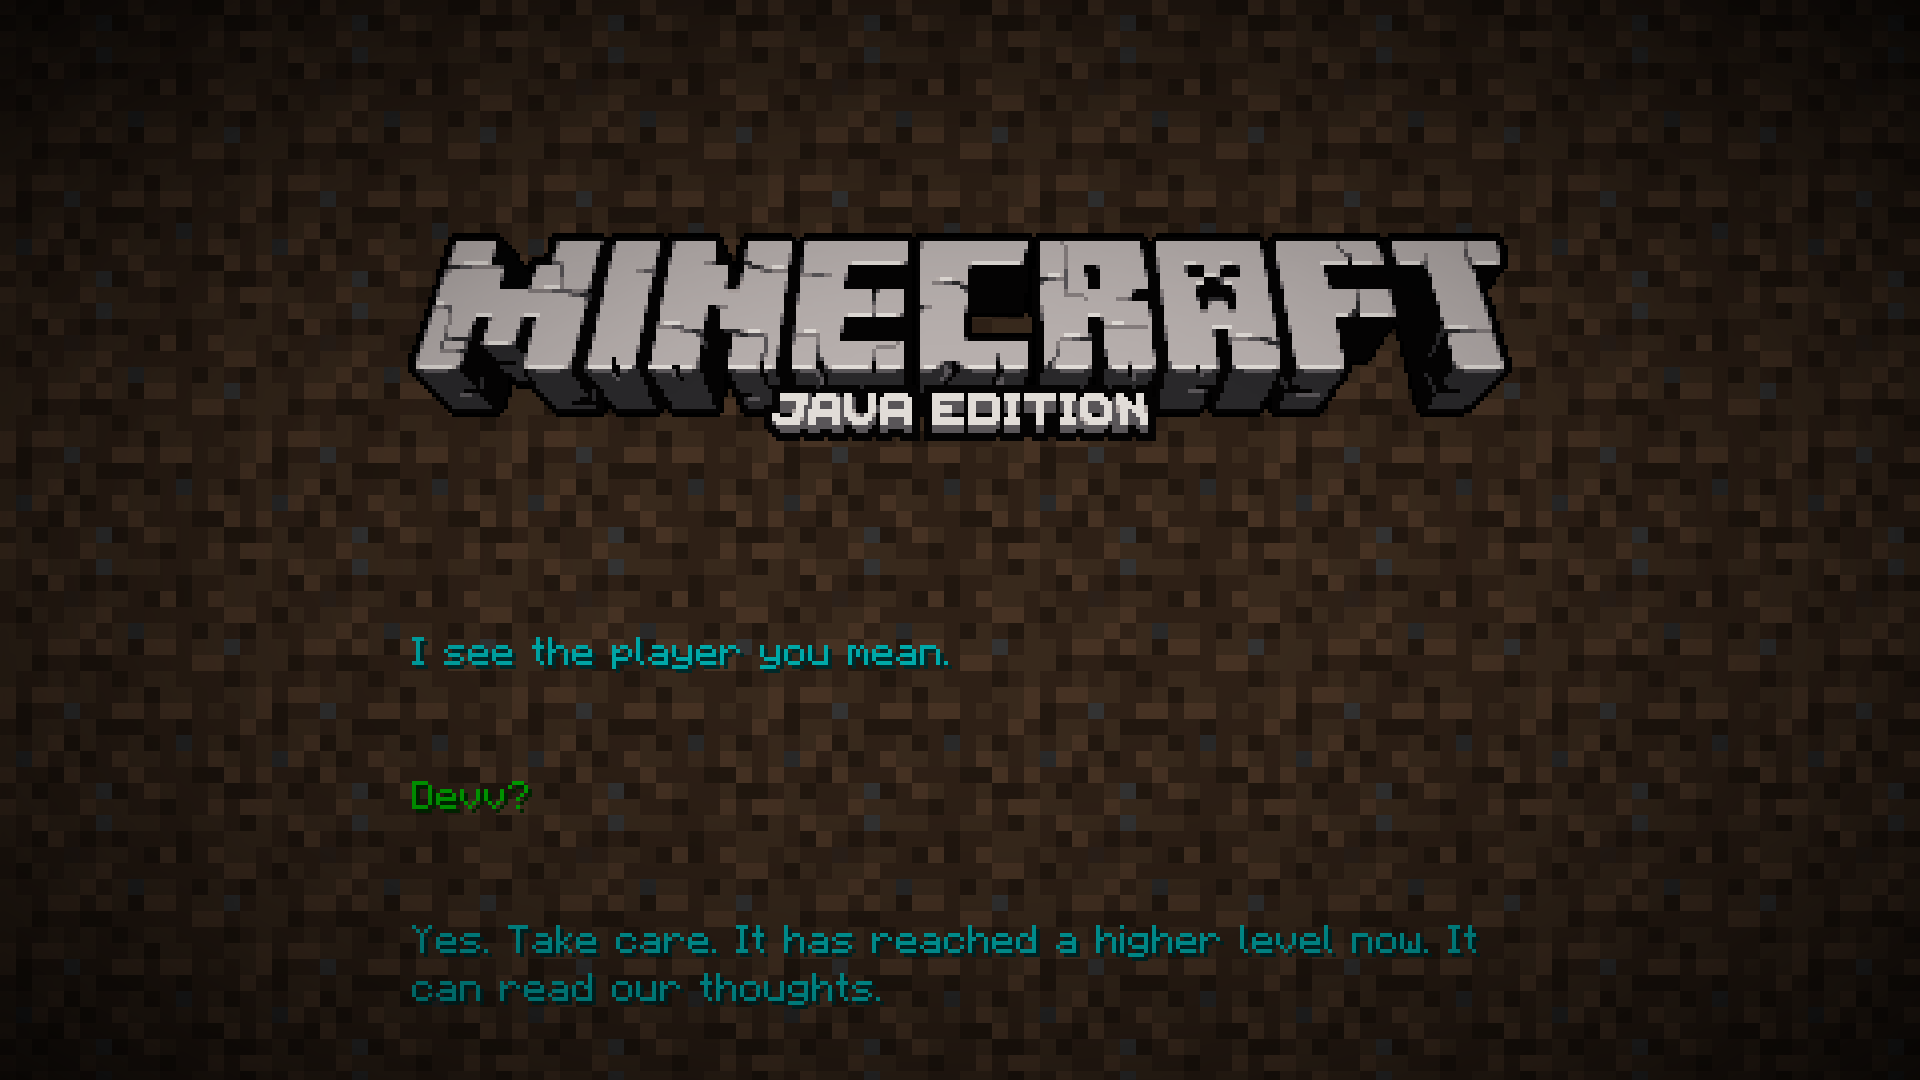 MINECRAFT
JAVA EDITION
I see the player you mean.
Devv?
Yes. Take care. It has reached a higher level now. It
can read our thoughts.